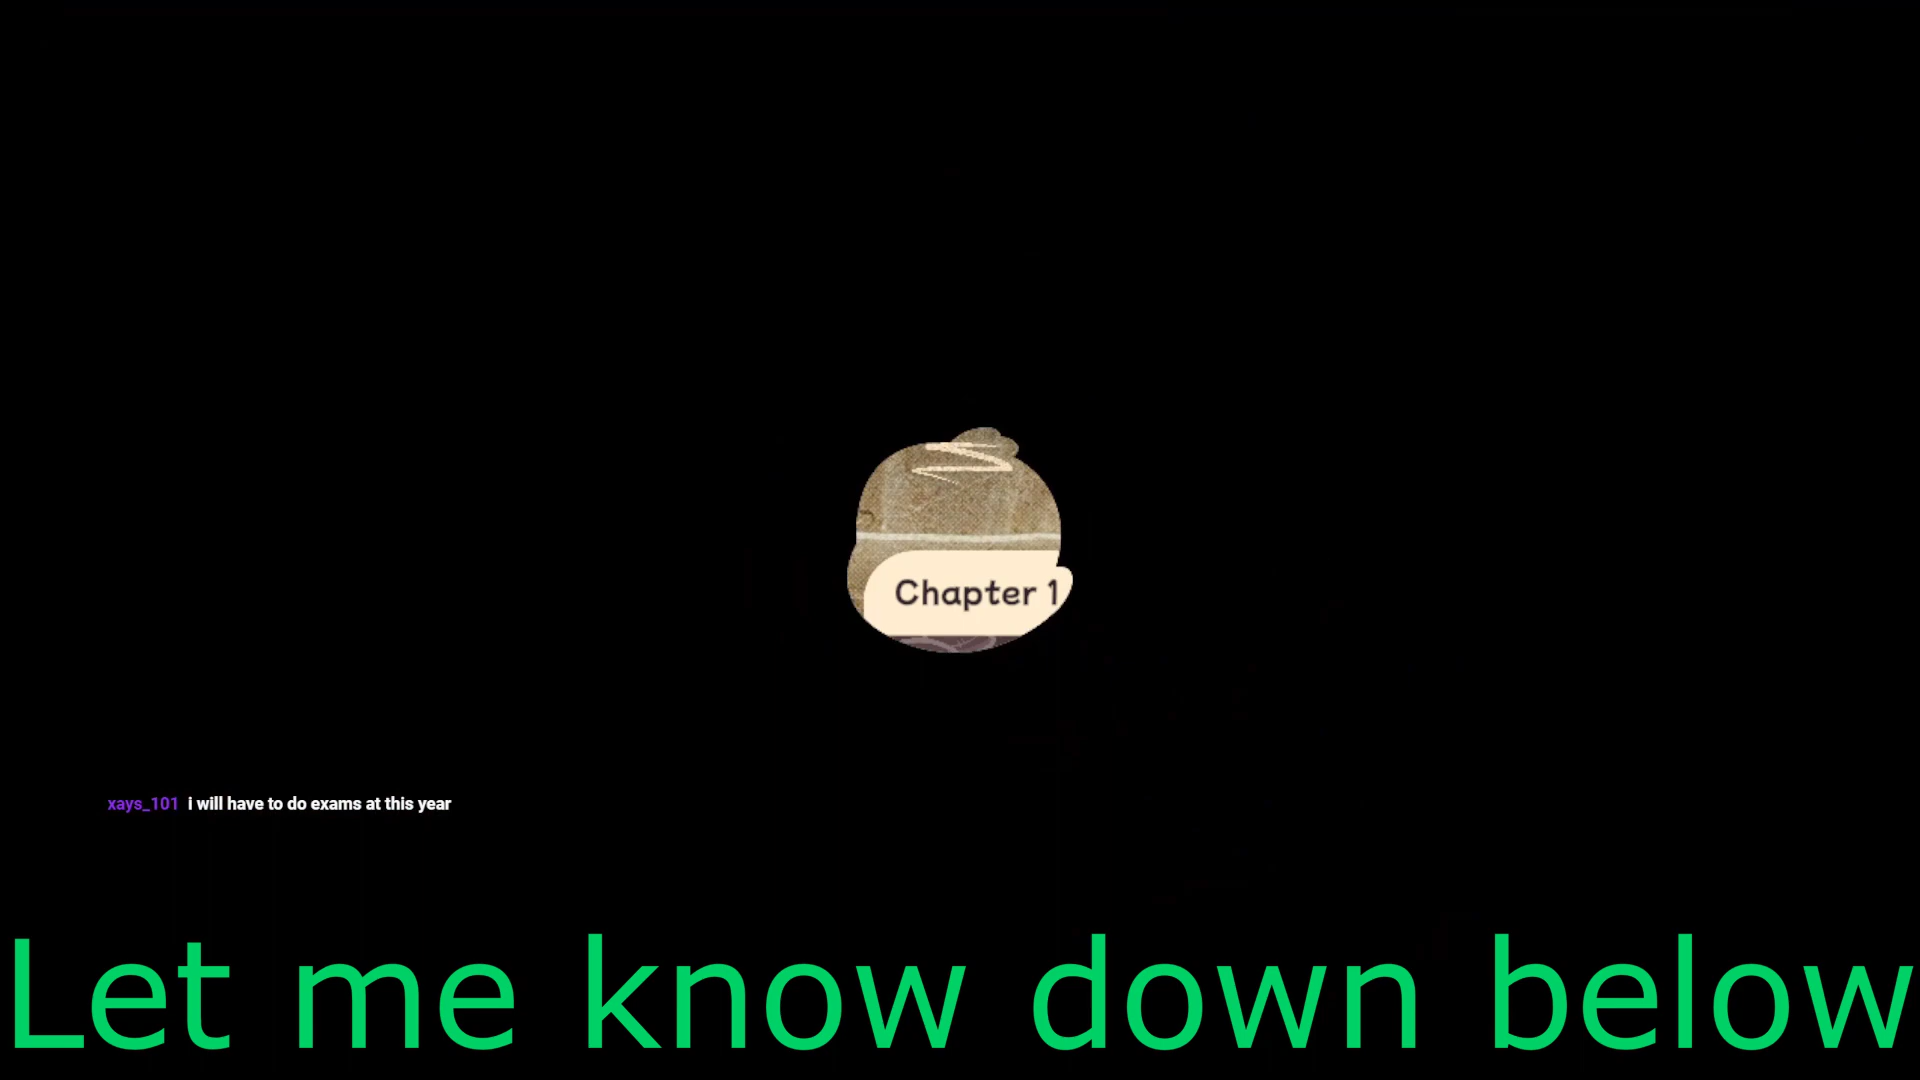 Chapter 1
xays_101 i will have to do exams at this year
Let me know down below